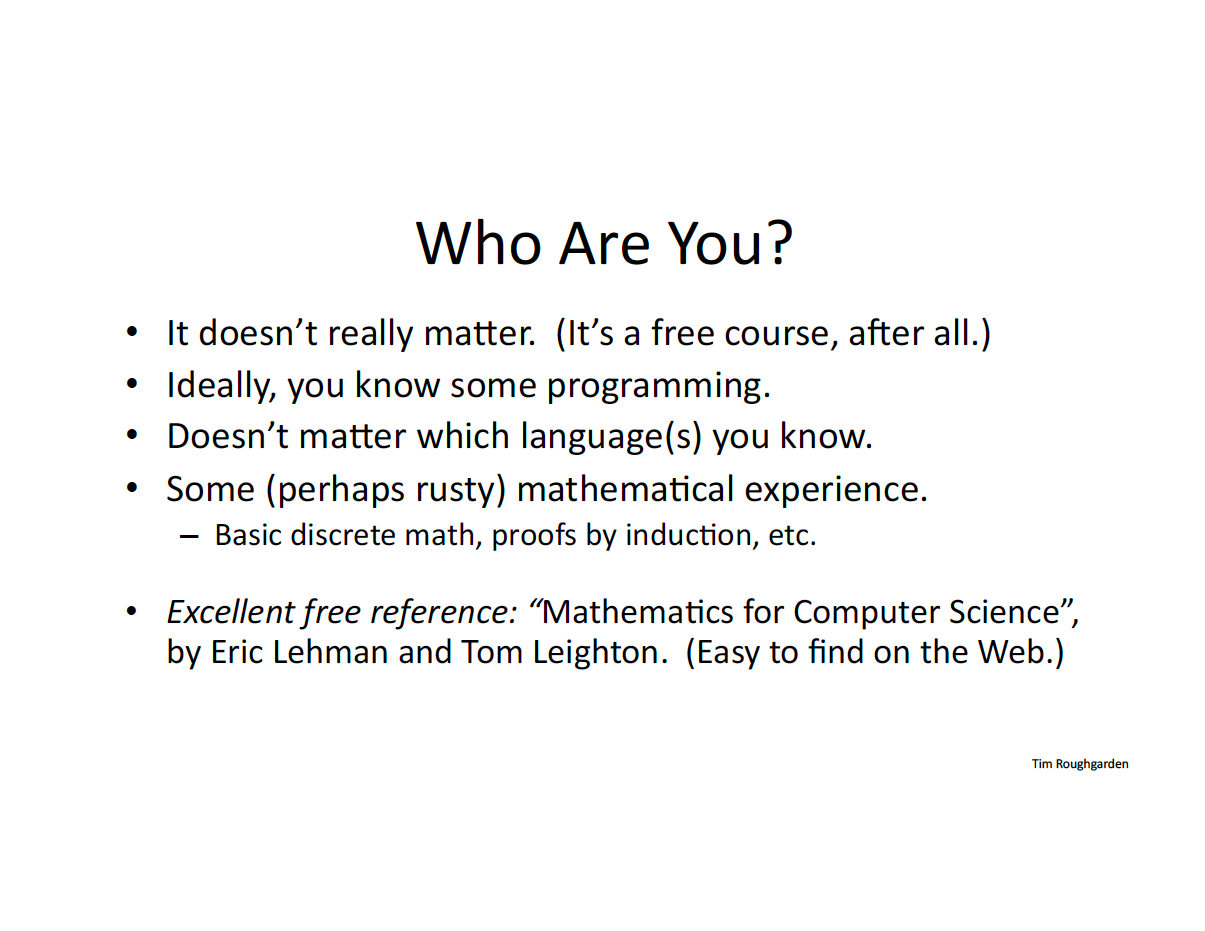 Who Are You?
• It doesn’t really matter.  (It’s a free course, after all.)
• Ideally, you know some programming.
• Doesn’t matter which language(s) you know.
• Some (perhaps rusty) mathematical experience.
– Basic discrete math, proofs by induction, etc.
• Excellent free reference: “Mathematics for Computer Science”,
by Eric Lehman and Tom Leighton.  (Easy to find on the Web.)
Tim Roughgarden